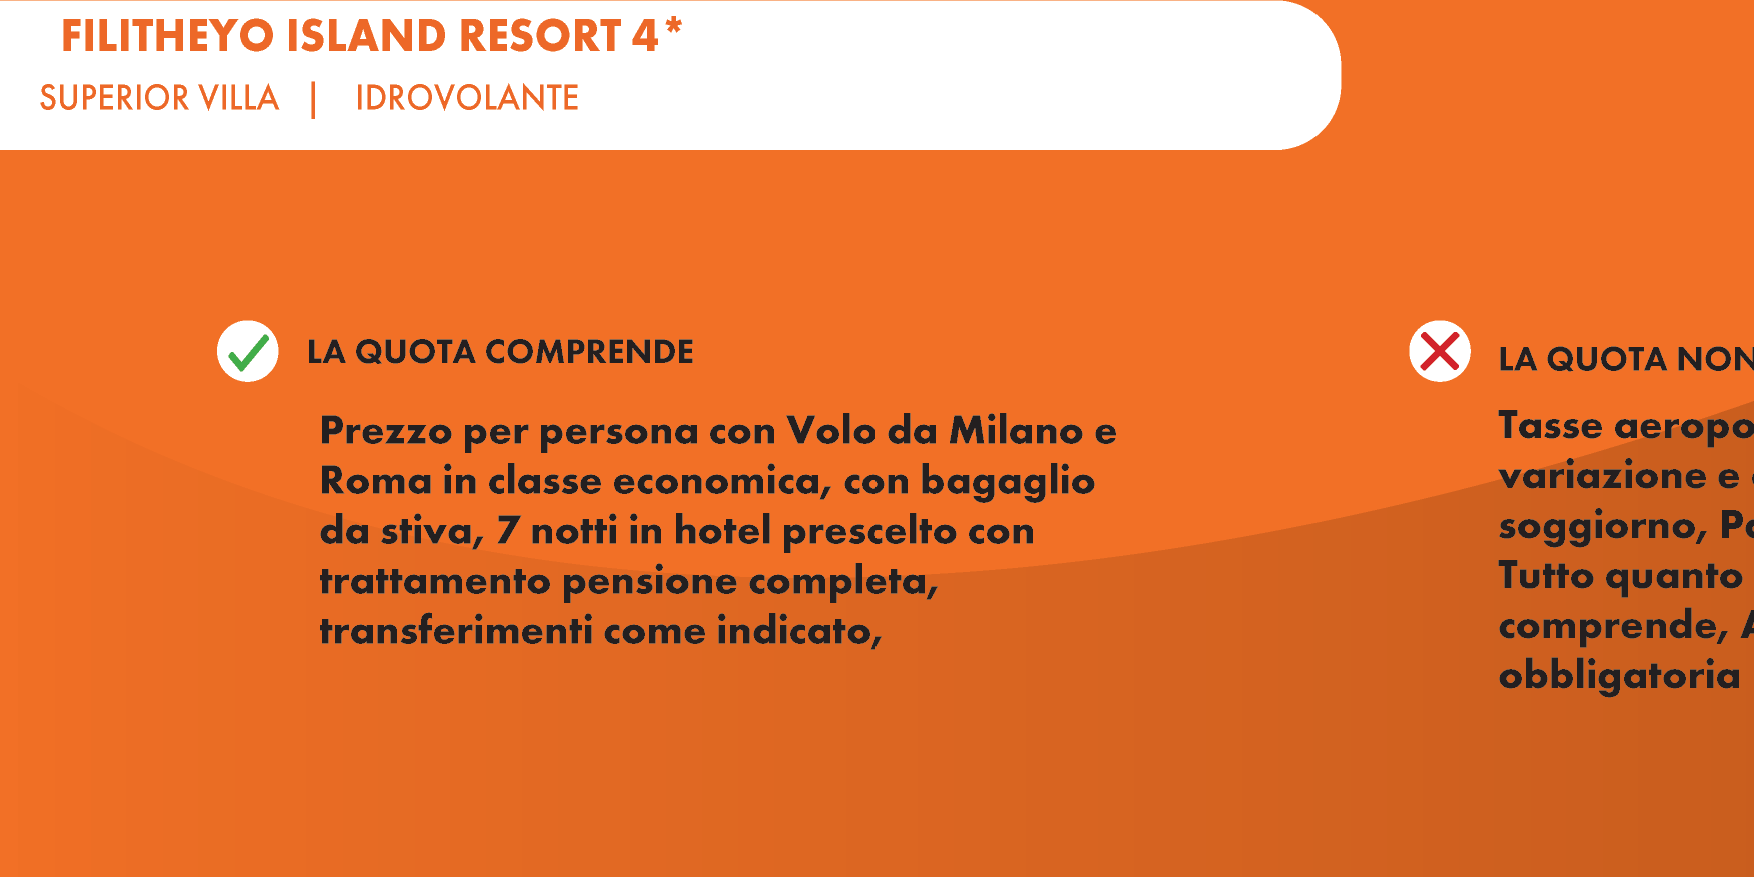 FILITHEYO ISLAND RESORT 4*
SUPERIOR VILLA | IDROVOLANTE
LA QUOTA COMPRENDE
Prezzo per persona con Volo da Milano e
Roma in classe economica, con bagaglio
da stiva, 7 notti in hotel prescelto con
trattamento pensione completa,
transferimenti come indicato,
LA QUOTA NON
Tasse
variazione e
soggiorno,
Tutto quanto
comprende,
obbligatoria